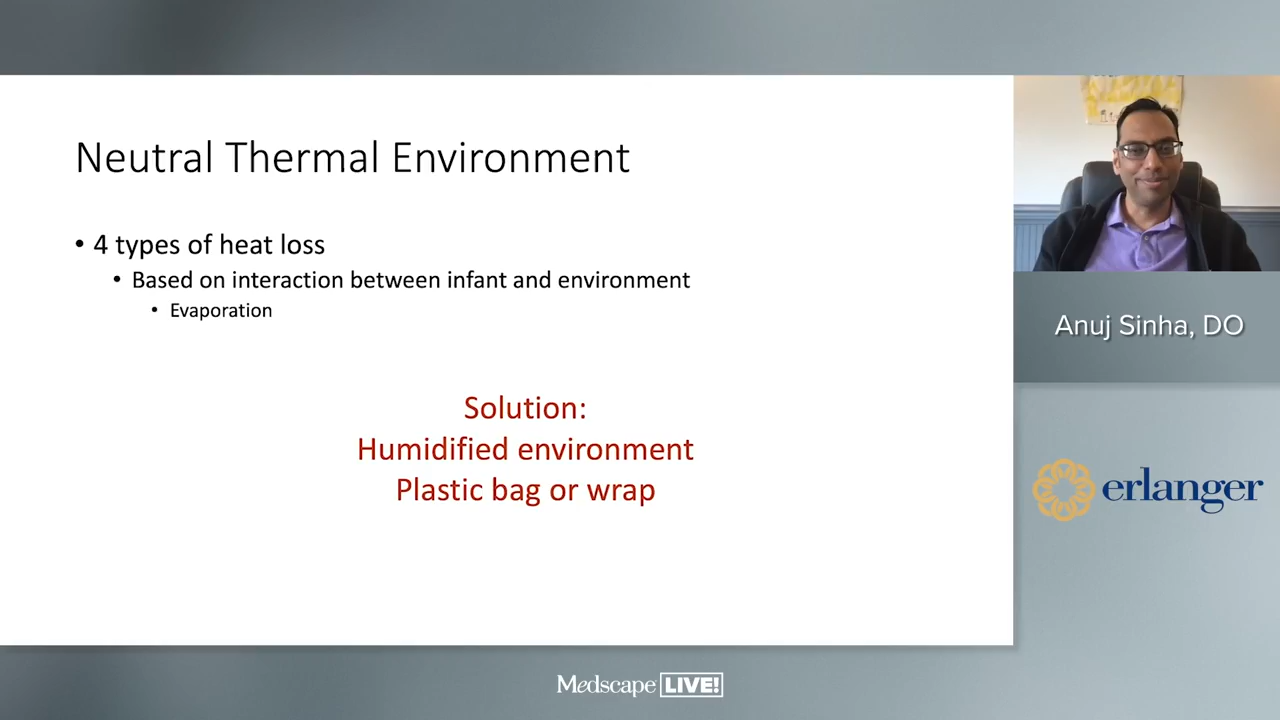 Neutral Thermal Environment
• 4 types of heat loss
• Based on interaction between infant and environment
• Evaporation
Solution:
Humidified environment
Plastic bag or wrap
Anuj Sinha, DO
erlanger
Medscape LIVE!